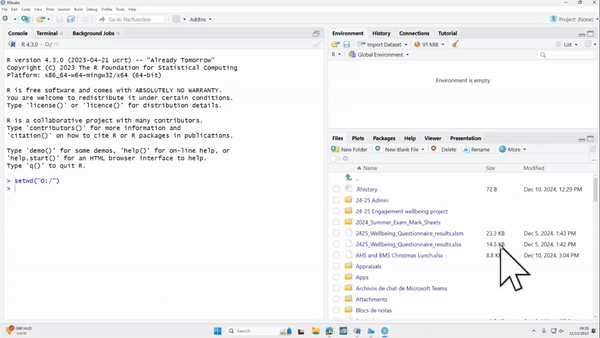 RStudio
File Edit Code View Plots Session Build Debug Profile Tools Help
Go to file/function
Addins
Project: (None)
Console Terminal Background Jobs
R 4.3.0 · O:/
R version 4.3.0 (2023-04-21 ucrt) -- "Already Tomorrow"
Copyright (C) 2023 The R Foundation for Statistical Computing
Platform: x86_64-w64-mingw32/x64 (64-bit)
R is free software and comes with ABSOLUTELY NO WARRANTY.
You are welcome to redistribute it under certain conditions.
Type 'license()' or 'licence()' for distribution details.
R is a collaborative project with many contributors.
Type 'contributors()' for more information and
'citation()' on how to cite R or R packages in publications.
Type 'demo()' for some demos, 'help()' for on-line help, or
'help.start()' for an HTML browser interface to help.
Type 'q()' to quit R.
> setwd("O:/")
>
Environment History Connections Tutorial
Import Dataset 91 MiB List
R Global Environment
Environment is empty
Files Plots Packages Help Viewer Presentation
New Folder New Blank File Delete Rename More
O:
Name Size Modified
..
.Rhistory 72 B Dec 10, 2024, 12:29 PM
24-25 Admin
24-25 Engagement wellbeing project
2024_Summer_Exam_Mark_Sheets
2425_Wellbeing_Questionnaire_results.xlsm 23.3 KB Dec 5, 2024, 1:43 PM
2425_Wellbeing_Questionnaire_results.xlsx 14.3 KB Dec 5, 2024, 1:42 PM
AHS and BMS Christmas Lunch.xlsx 8.8 KB Dec 10, 2024, 3:04 PM
Appraisals
Apps
Archivos de chat de Microsoft Teams
Attachments
Blocs de notas
Search
09:28